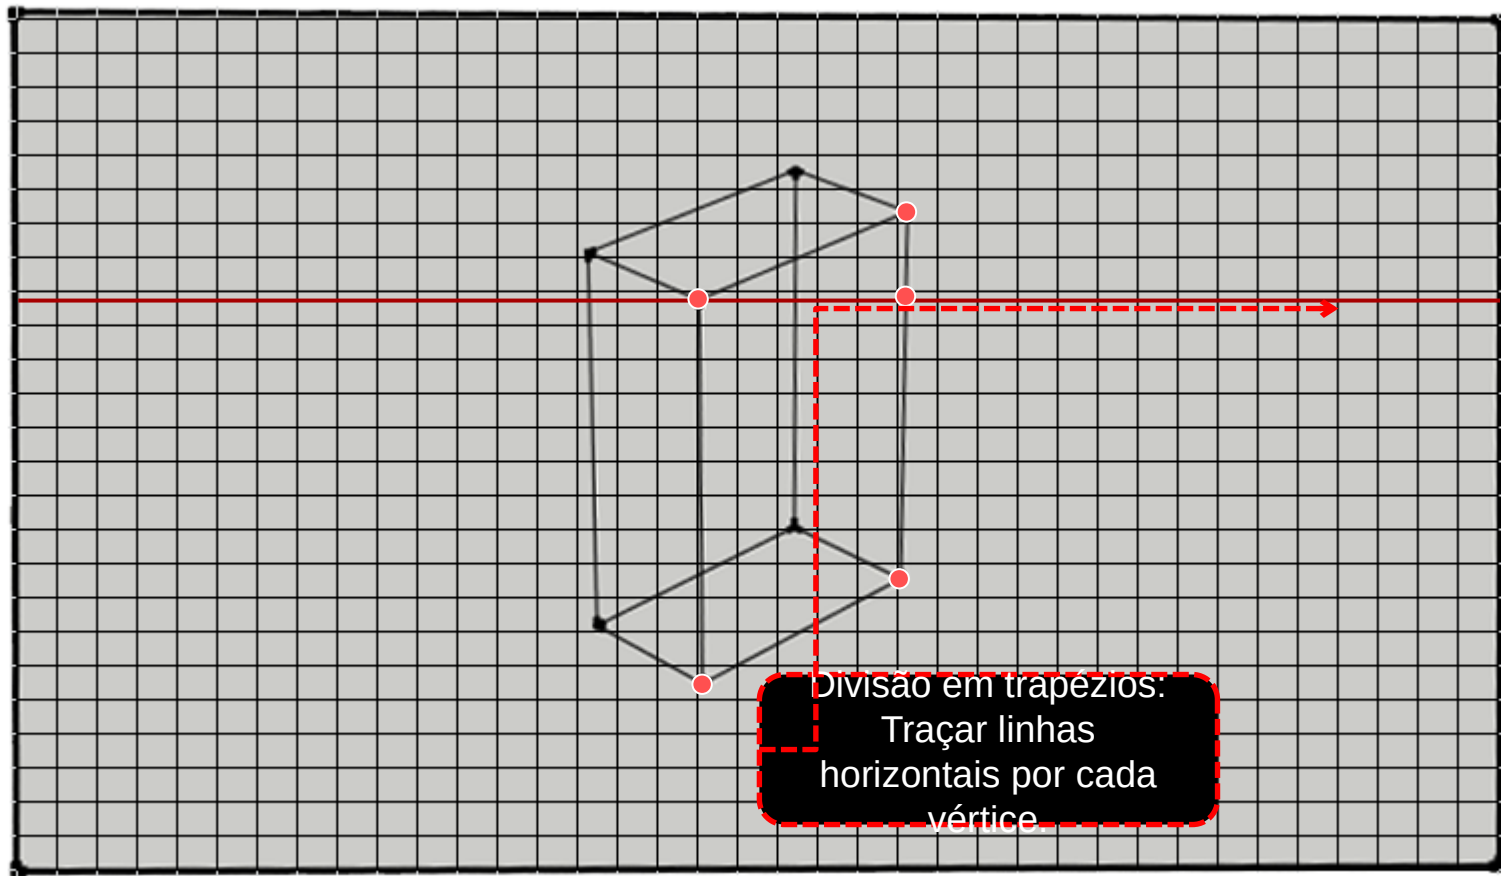 Divisão em trapézios:
Traçar linhas
horizontais por cada
vértice.